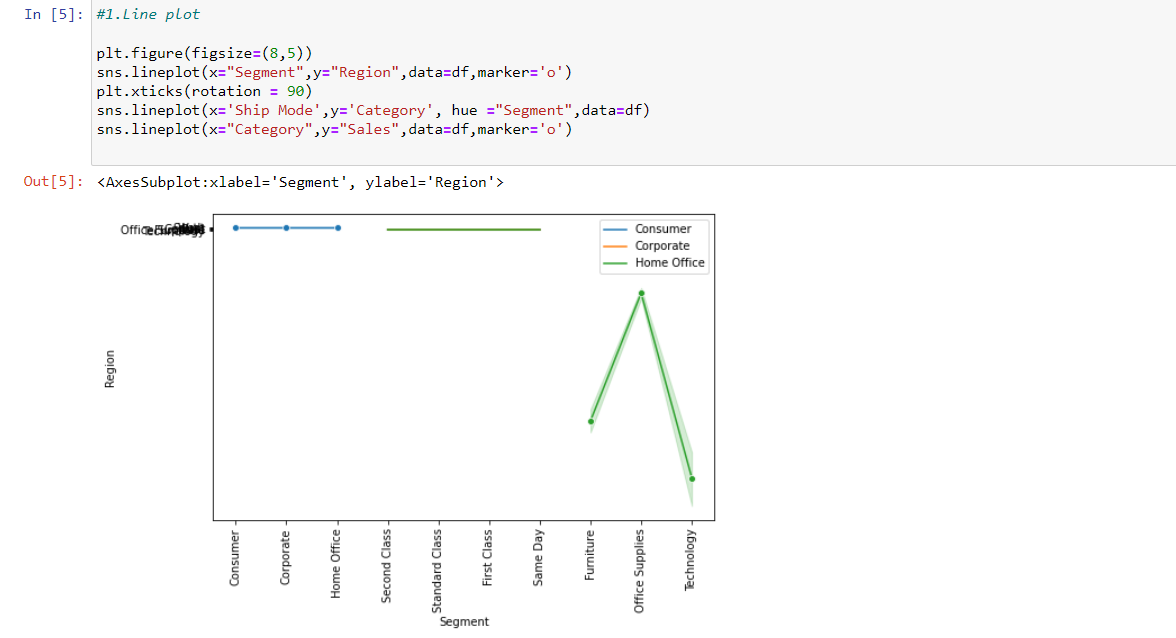 In [5]: #1.Line plot
plt.figure(figsize=(8,5))
sns.lineplot(x="Segment",y="Region",data=df,marker='o')
plt.xticks(rotation = 90)
sns.lineplot(x='Ship Mode',y='Category', hue ="Segment",data=df)
sns.lineplot(x="Category",y="Sales",data=df,marker='o')
Out[5]: <AxesSubplot:xlabel='Segment', ylabel='Region'>
Consumer
Corporate
Home Office
Region
Consumer
Corporate
Home Office
Second Class
Standard Class
First Class
Same Day
Furniture
Office Supplies
Technology
Segment